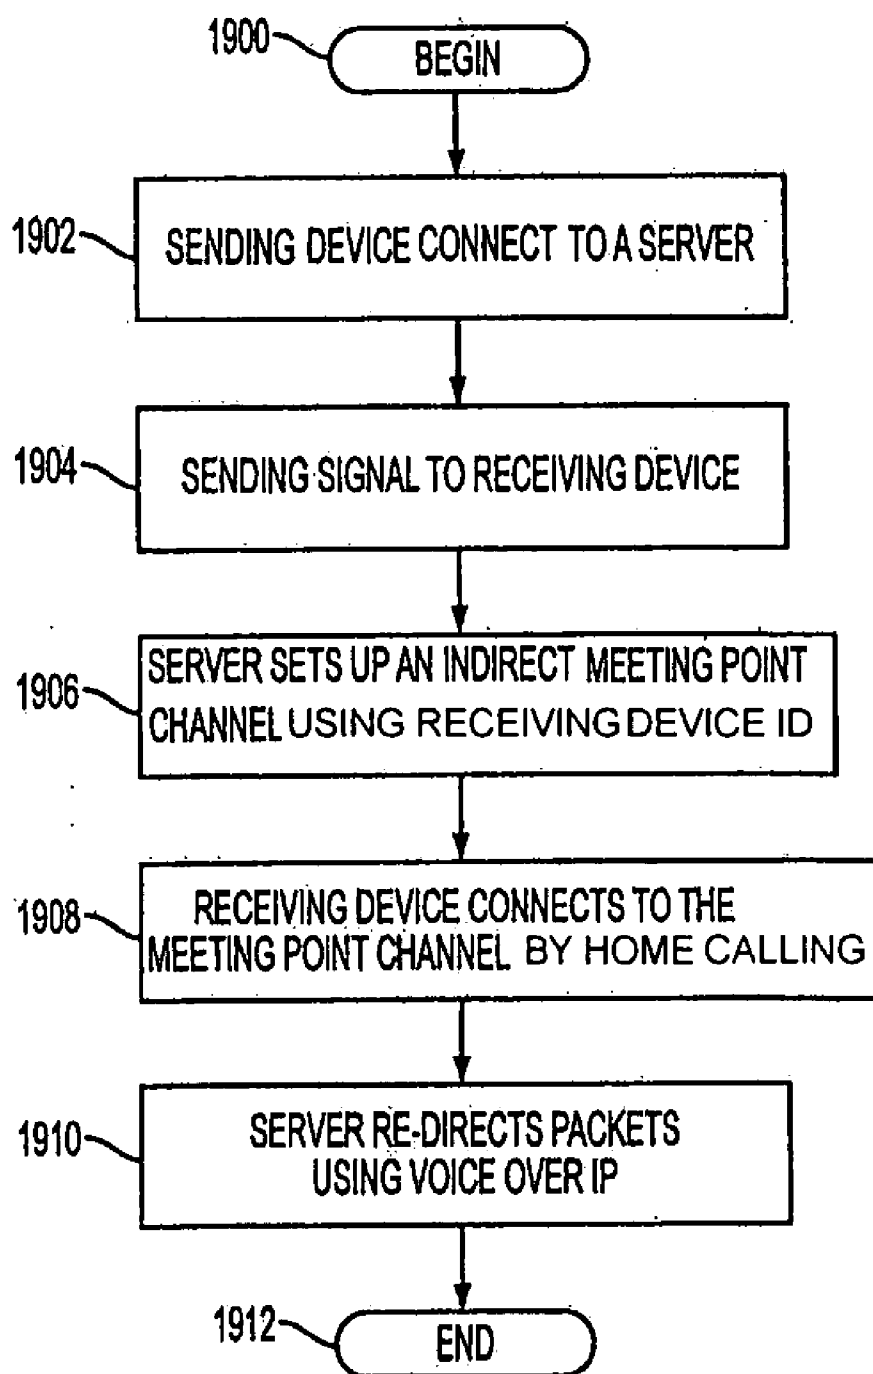 1900
BEGIN
1902
SENDING DEVICE CONNECT TO A SERVER
1904
SENDING SIGNAL TO RECEIVING DEVICE
1906
SERVER SETS UP AN INDIRECT MEETING POINT
CHANNEL USING RECEIVING DEVICE ID
1908
RECEIVING DEVICE CONNECTS TO THE
MEETING POINT CHANNEL BY HOME CALLING
1910
SERVER RE-DIRECTS PACKETS
USING VOICE OVER IP
1912
END